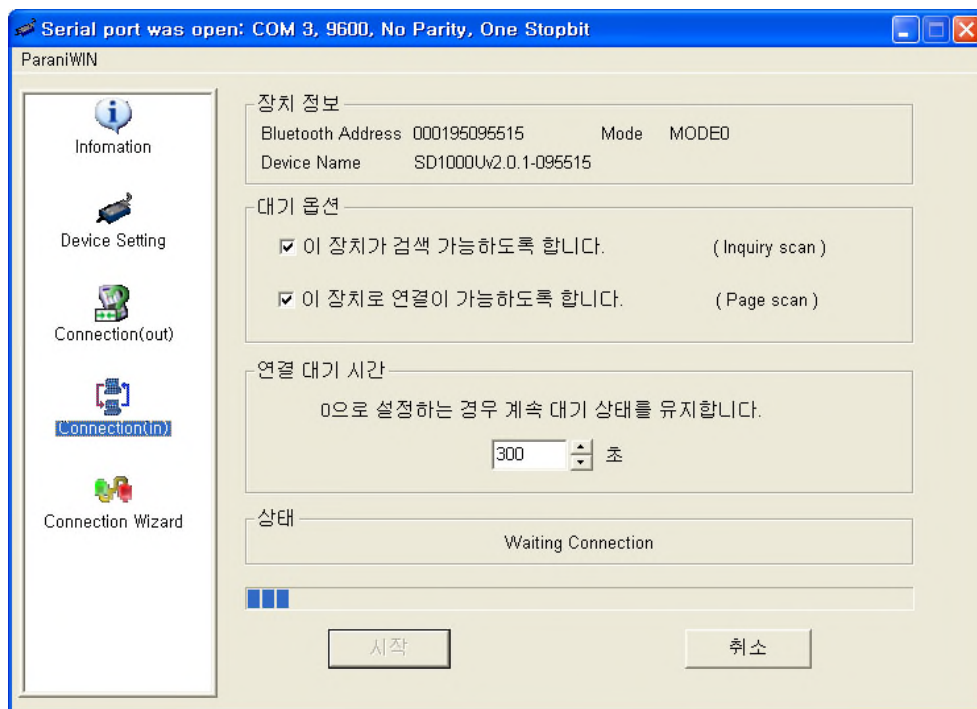 Serial port was open: COM 3, 9600, No Parity, One Stopbit
ParaniWIN
Infomation
Device Setting
Connection(out)
Connection(in)
Connection Wizard
장치 정보
Bluetooth Address 000195095515 Mode MODE0
Device Name SD1000Uv2.0.1-095515
대기 옵션
이 장치가 검색 가능하도록 합니다. ( Inquiry scan )
이 장치로 연결이 가능하도록 합니다. ( Page scan )
연결 대기 시간
0으로 설정하는 경우 계속 대기 상태를 유지합니다.
300 초
상태
Waiting Connection
시작 취소